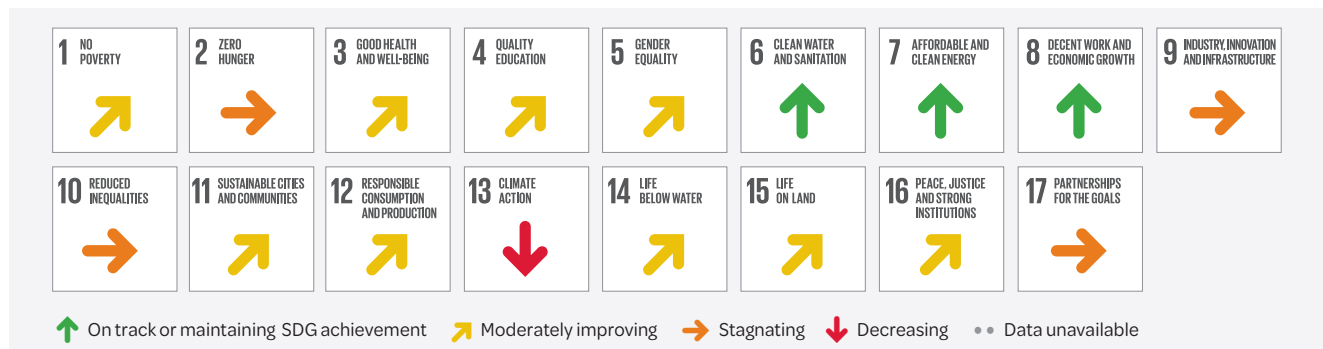 1 NO POVERTY
2 ZERO HUNGER
3 GOOD HEALTH AND WELL-BEING
4 QUALITY EDUCATION
5 GENDER EQUALITY
6 CLEAN WATER AND SANITATION
7 AFFORDABLE AND CLEAN ENERGY
8 DECENT WORK AND ECONOMIC GROWTH
9 INDUSTRY, INNOVATION AND INFRASTRUCTURE
10 REDUCED INEQUALITIES
11 SUSTAINABLE CITIES AND COMMUNITIES
12 RESPONSIBLE CONSUMPTION AND PRODUCTION
13 CLIMATE ACTION
14 LIFE BELOW WATER
15 LIFE ON LAND
16 PEACE, JUSTICE AND STRONG INSTITUTIONS
17 PARTNERSHIPS FOR THE GOALS
On track or maintaining SDG achievement
Moderately improving
Stagnating
Decreasing
Data unavailable